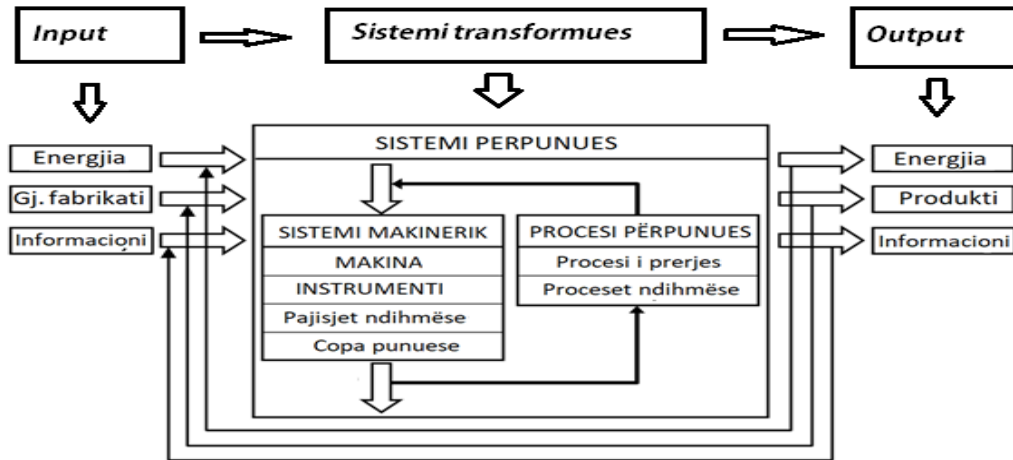 Input
Sistemi transformues
Output
SISTEMI PERPUNUES
Energjia
Gj. fabrikati
Informacioni
SISTEMI MAKINERIK
MAKINA
INSTRUMENTI
Pajisjet ndihmëse
Copa punuese
PROCESI PËRPUNUES
Procesi i prerjes
Proceset ndihmëse
Energjia
Produkti
Informacioni